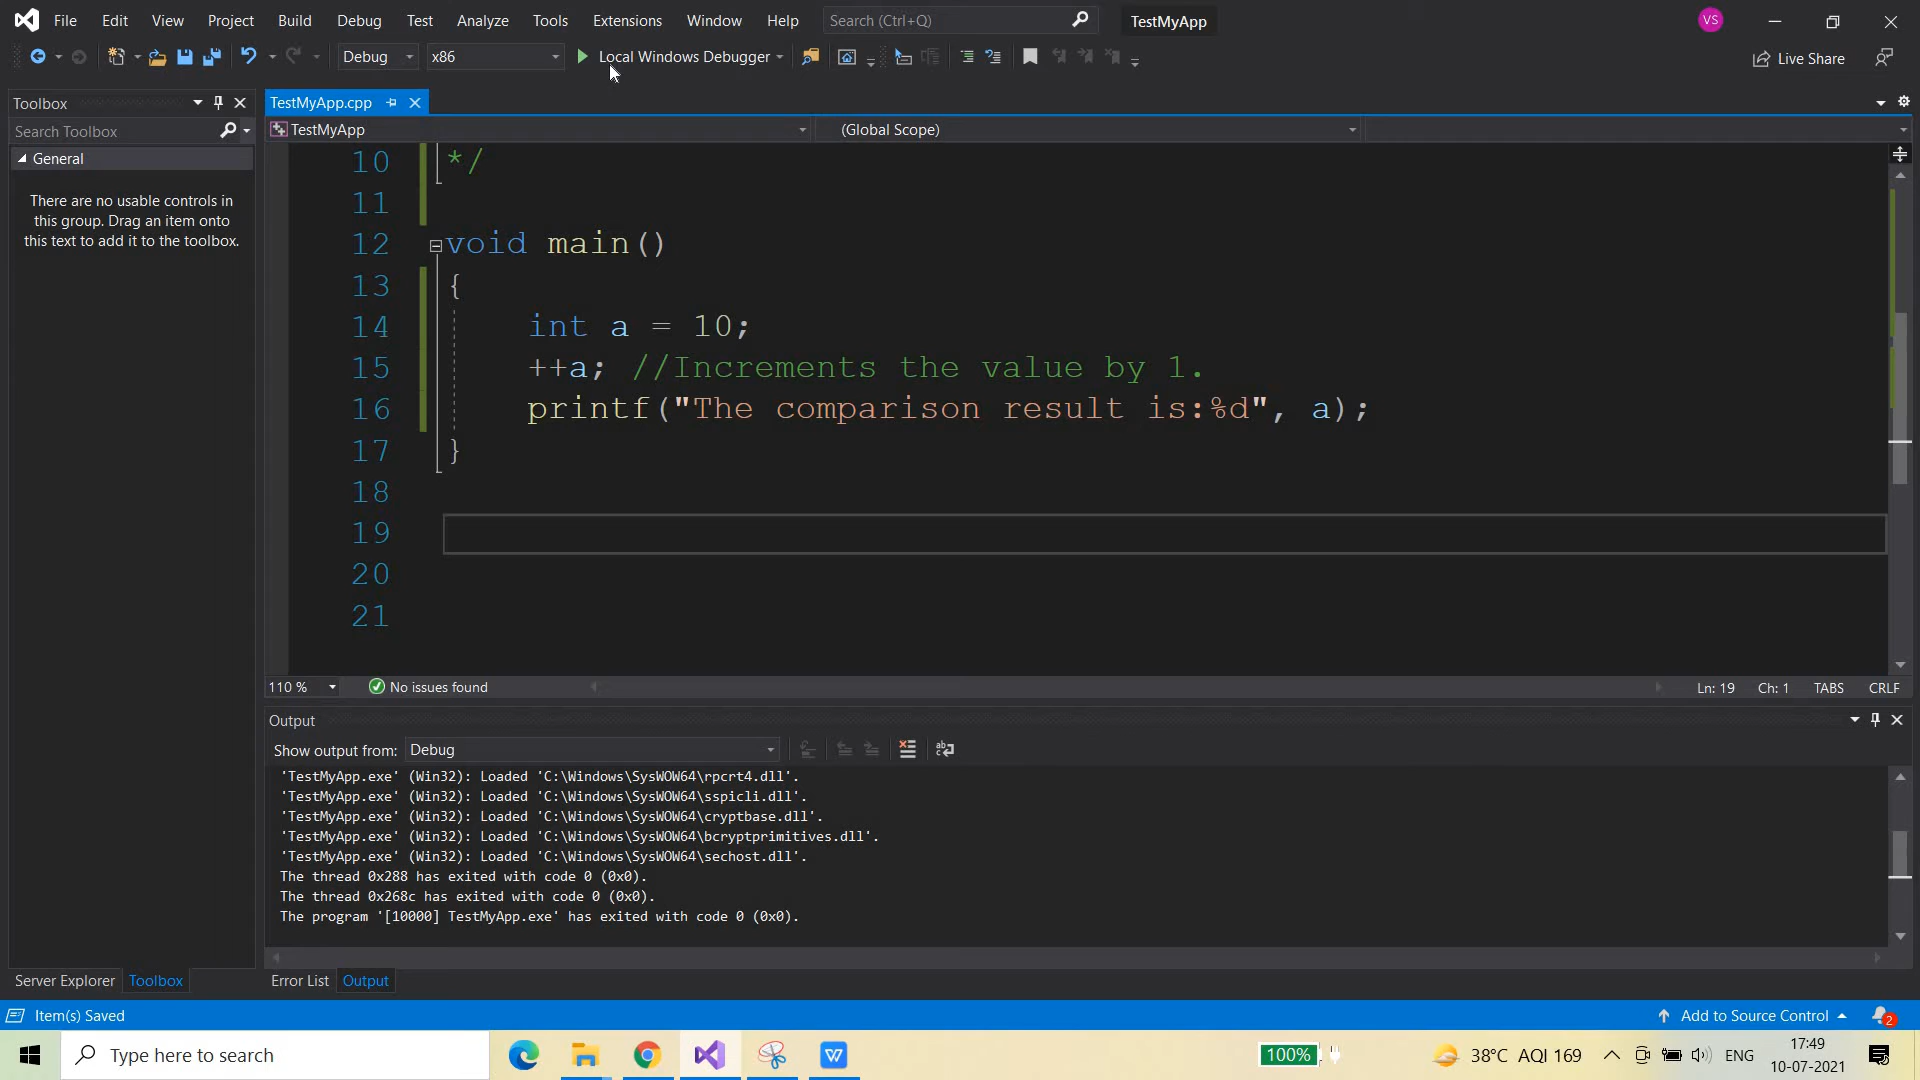 File Edit View Project Build Debug Test Analyze Tools Extensions Window Help Search (Ctrl+Q) TestMyApp VS
Debug x86 Local Windows Debugger Live Share
Toolbox
Search Toolbox
General
There are no usable controls in
this group. Drag an item onto
this text to add it to the toolbox.
TestMyApp.cpp
TestMyApp (Global Scope)
10 */
11
12 void main()
13 {
14 int a = 10;
15 ++a; //Increments the value by 1.
16 printf("The comparison result is:%d", a);
17 }
18
19
20
21
110 % No issues found Ln: 19 Ch: 1 TABS CRLF
Output
Show output from: Debug
'TestMyApp.exe' (Win32): Loaded 'C:\Windows\SysWOW64\rpcrt4.dll'.
'TestMyApp.exe' (Win32): Loaded 'C:\Windows\SysWOW64\sspicli.dll'.
'TestMyApp.exe' (Win32): Loaded 'C:\Windows\SysWOW64\cryptbase.dll'.
'TestMyApp.exe' (Win32): Loaded 'C:\Windows\SysWOW64\bcryptprimitives.dll'.
'TestMyApp.exe' (Win32): Loaded 'C:\Windows\SysWOW64\sechost.dll'.
The thread 0x288 has exited with code 0 (0x0).
The thread 0x268c has exited with code 0 (0x0).
The program '[10000] TestMyApp.exe' has exited with code 0 (0x0).
Server Explorer Toolbox Error List Output
Item(s) Saved Add to Source Control 2
Type here to search W 100% 38°C AQI 169 ENG 17:49
10-07-2021